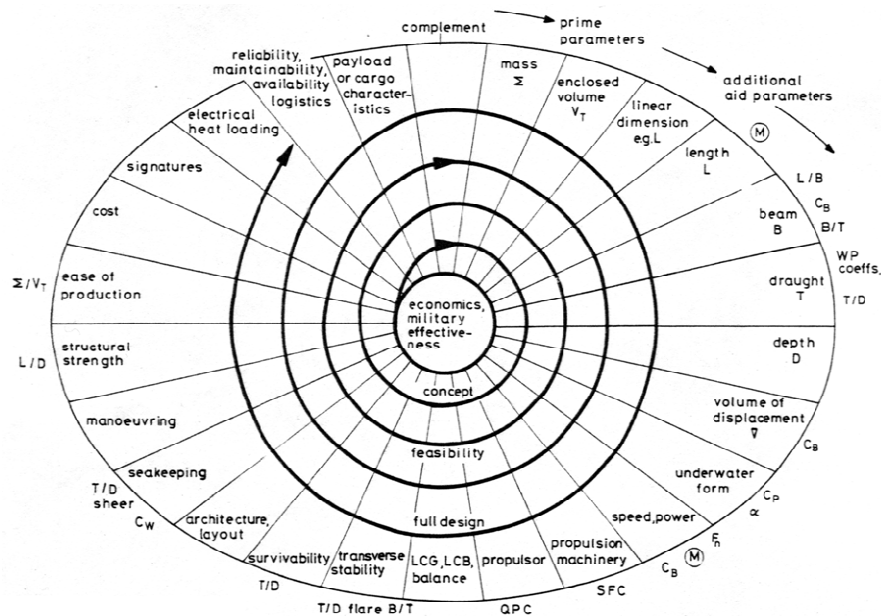 complement
prime
parameters
additional
aid parameters
reliability,
maintainability,
availability
logistics
payload
or cargo
character-
istics
mass
Σ
enclosed
volume
V_T
linear
dimension
e.g.L
Ⓜ
length
L
L/B
C_B
B/T
beam
B
WP
coeffs.
draught
T
T/D
depth
D
volume of
displacement
∇
C_B
underwater
form
C_P
α
speed, power
F_n
Ⓜ
C_B
propulsion
machinery
SFC
propulsor
QPC
LCG, LCB,
balance
transverse
stability
T/D flare B/T
survivability
T/D
architecture,
layout
C_W
seakeeping
T/D
sheer
manoeuvring
structural
strength
L/D
ease of
production
Σ/V_T
cost
signatures
electrical
heat loading
economics,
military
effective-
ness
concept
feasibility
full design